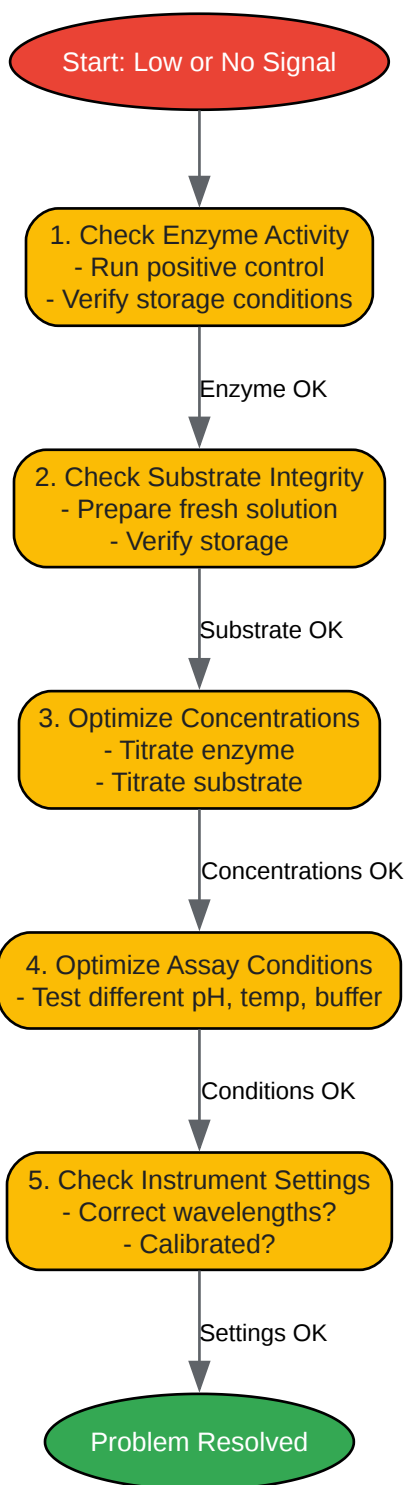 Start: Low or No Signal
1. Check Enzyme Activity
- Run positive control
- Verify storage conditions
Enzyme OK
2. Check Substrate Integrity
- Prepare fresh solution
- Verify storage
Substrate OK
3. Optimize Concentrations
- Titrate enzyme
- Titrate substrate
Concentrations OK
4. Optimize Assay Conditions
- Test different pH, temp, buffer
Conditions OK
5. Check Instrument Settings
- Correct wavelengths?
- Calibrated?
Settings OK
Problem Resolved